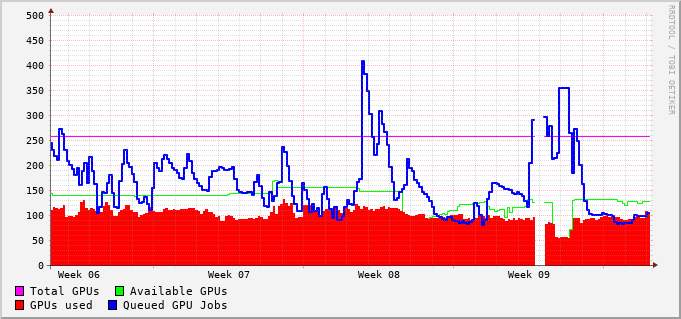 500
450
400
350
300
250
200
150
100
50
0
Week 06 Week 07 Week 08 Week 09
Total GPUs Available GPUs
GPUs used Queued GPU Jobs
RRDTOOL / TOBI OETIKER